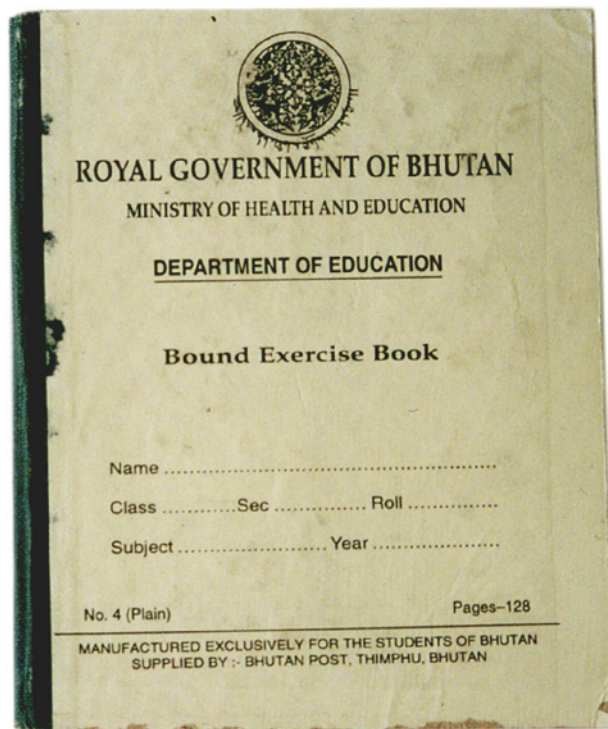 ROYAL GOVERNMENT OF BHUTAN
MINISTRY OF HEALTH AND EDUCATION
DEPARTMENT OF EDUCATION
Bound Exercise Book
Name ..................................................
Class ...........Sec .............. Roll ..............
Subject ....................... Year ...................
No. 4 (Plain) Pages–128
MANUFACTURED EXCLUSIVELY FOR THE STUDENTS OF BHUTAN
SUPPLIED BY :- BHUTAN POST, THIMPHU, BHUTAN